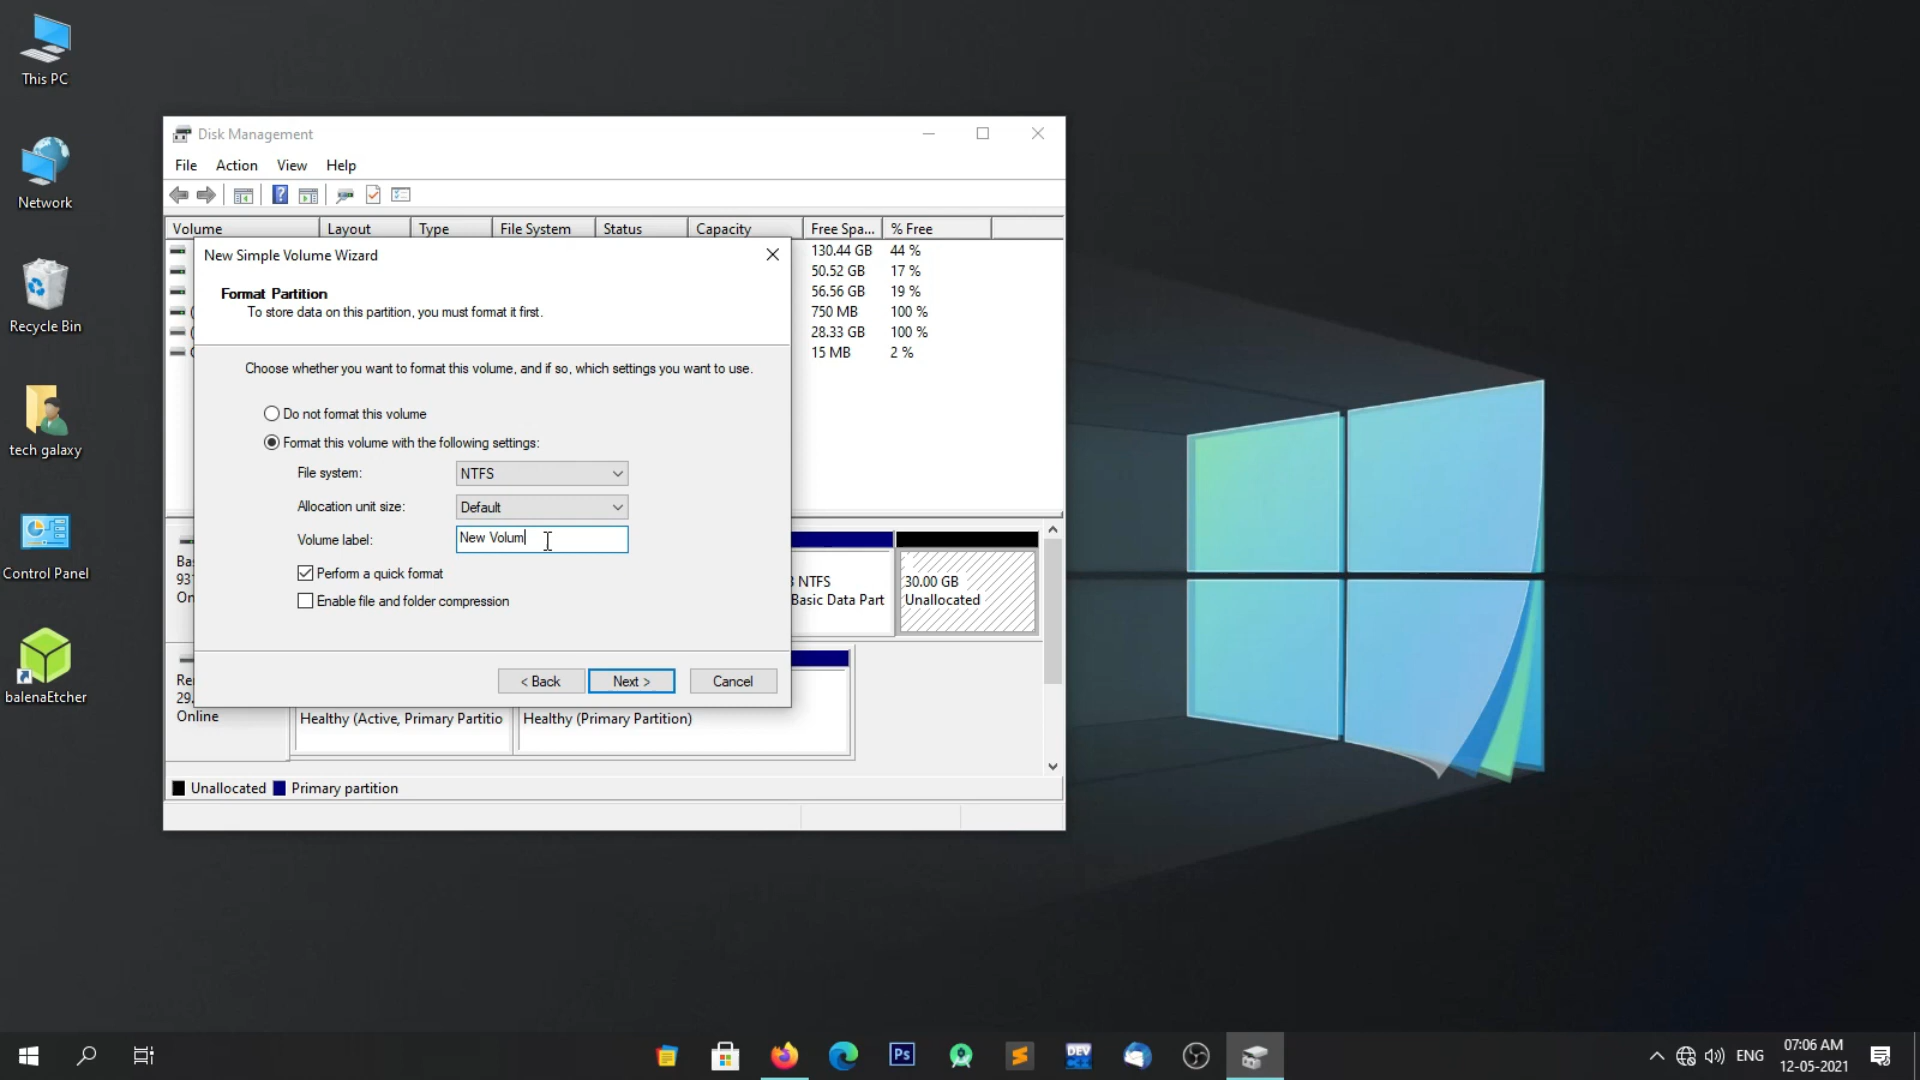 This PC
Network
Recycle Bin
tech galaxy
Control Panel
balenaEtcher
Disk Management
File Action View Help
Volume Layout Type File System Status Capacity Free Spa... % Free
130.44 GB 44 %
50.52 GB 17 %
56.56 GB 19 %
750 MB 100 %
28.33 GB 100 %
15 MB 2 %
New Simple Volume Wizard
Format Partition
To store data on this partition, you must format it first.
Choose whether you want to format this volume, and if so, which settings you want to use.
Do not format this volume
Format this volume with the following settings:
File system: NTFS
Allocation unit size: Default
Volume label: New Volum
Perform a quick format
Enable file and folder compression
< Back Next > Cancel
Ba
931
On
NTFS
Basic Data Part
30.00 GB
Unallocated
Re
29,
Online
Healthy (Active, Primary Partitio
Healthy (Primary Partition)
Unallocated Primary partition
Ps
DEV
ENG
07:06 AM
12-05-2021